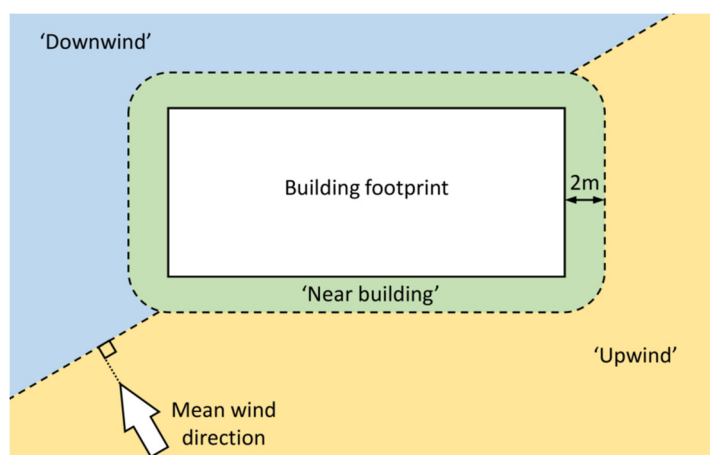 ‘Downwind’
Building footprint
2m
‘Near building’
‘Upwind’
Mean wind
direction